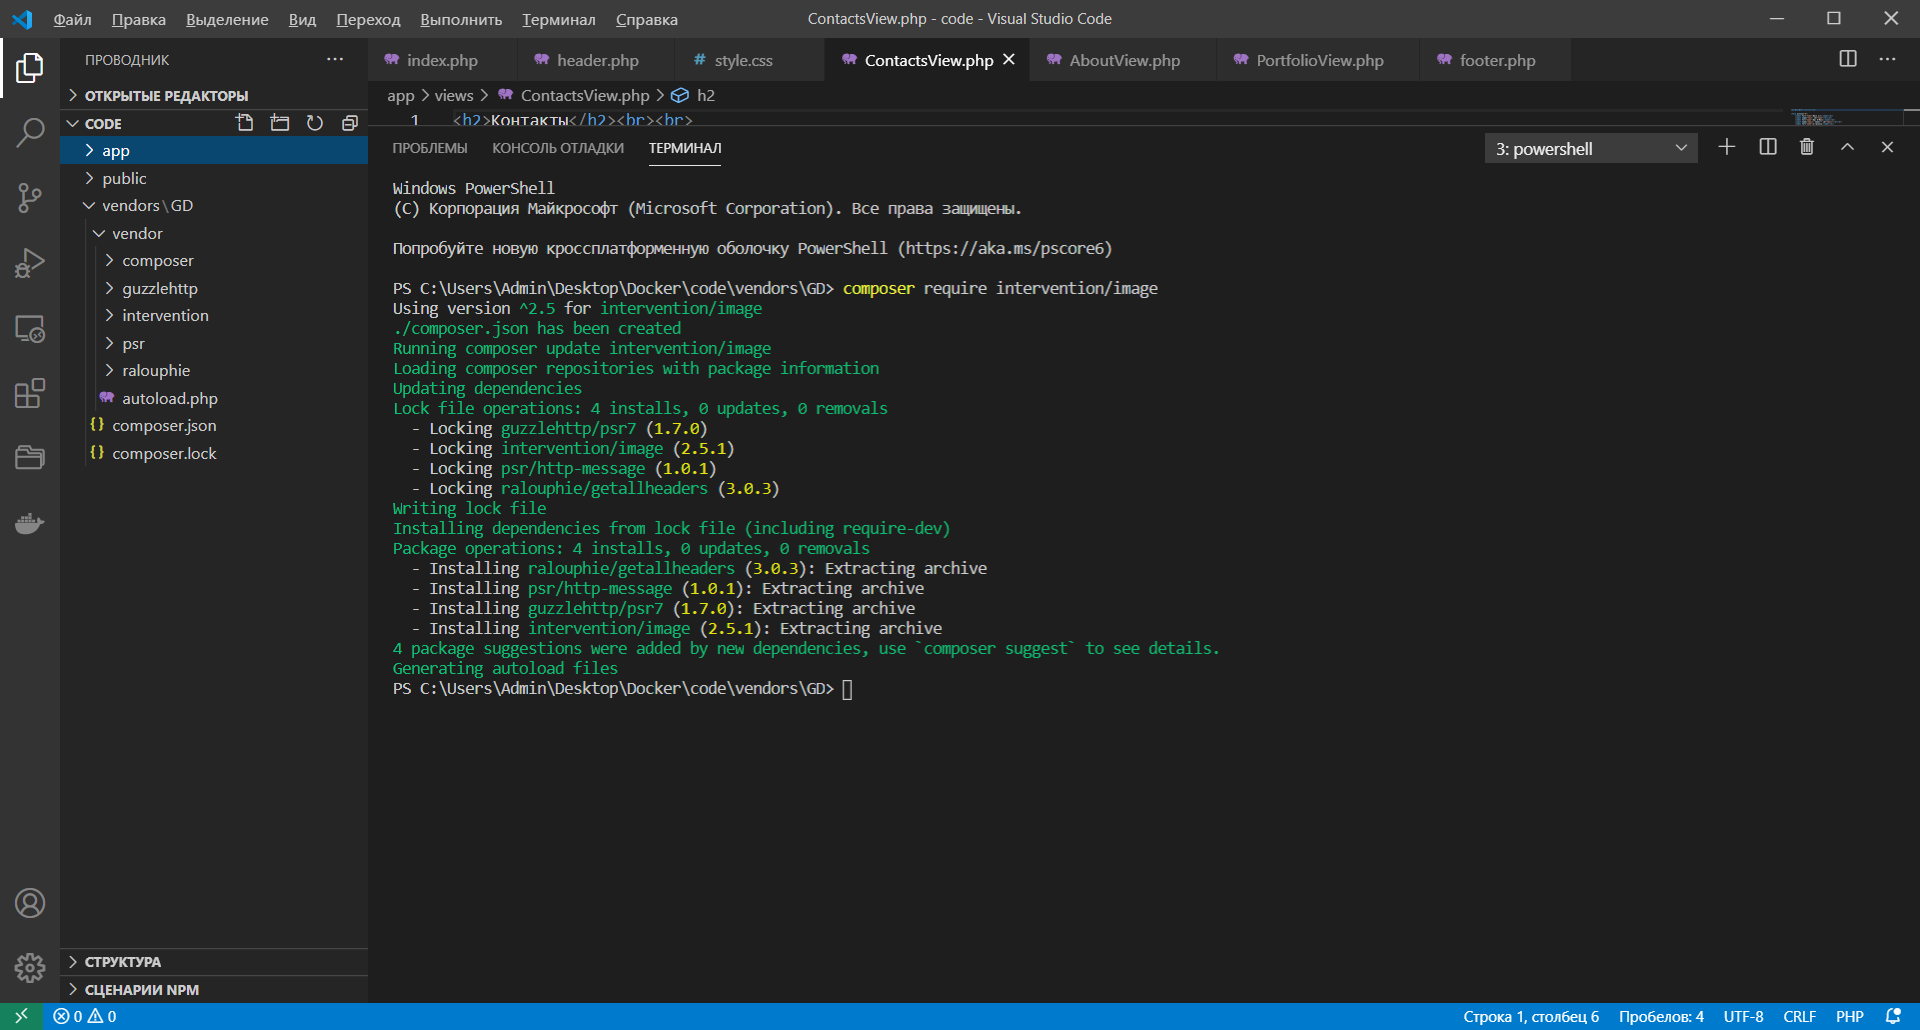 Файл Правка Выделение Вид Переход Выполнить Терминал Справка
ContactsView.php - code - Visual Studio Code
ПРОВОДНИК
ОТКРЫТЫЕ РЕДАКТОРЫ
CODE
app
public
vendors\GD
vendor
composer
guzzlehttp
intervention
psr
ralouphie
autoload.php
composer.json
composer.lock
СТРУКТУРА
СЦЕНАРИИ NPM
index.php header.php style.css ContactsView.php AboutView.php PortfolioView.php footer.php
app > views > ContactsView.php > h2
1 <h2>Контакты</h2><br><br>
ПРОБЛЕМЫ КОНСОЛЬ ОТЛАДКИ ТЕРМИНАЛ
3: powershell
Windows PowerShell
(C) Корпорация Майкрософт (Microsoft Corporation). Все права защищены.
Попробуйте новую кроссплатформенную оболочку PowerShell (https://aka.ms/pscore6)
PS C:\Users\Admin\Desktop\Docker\code\vendors\GD> composer require intervention/image
Using version ^2.5 for intervention/image
./composer.json has been created
Running composer update intervention/image
Loading composer repositories with package information
Updating dependencies
Lock file operations: 4 installs, 0 updates, 0 removals
- Locking guzzlehttp/psr7 (1.7.0)
- Locking intervention/image (2.5.1)
- Locking psr/http-message (1.0.1)
- Locking ralouphie/getallheaders (3.0.3)
Writing lock file
Installing dependencies from lock file (including require-dev)
Package operations: 4 installs, 0 updates, 0 removals
- Installing ralouphie/getallheaders (3.0.3): Extracting archive
- Installing psr/http-message (1.0.1): Extracting archive
- Installing guzzlehttp/psr7 (1.7.0): Extracting archive
- Installing intervention/image (2.5.1): Extracting archive
4 package suggestions were added by new dependencies, use `composer suggest` to see details.
Generating autoload files
PS C:\Users\Admin\Desktop\Docker\code\vendors\GD>
0 0
Строка 1, столбец 6 Пробелов: 4 UTF-8 CRLF PHP